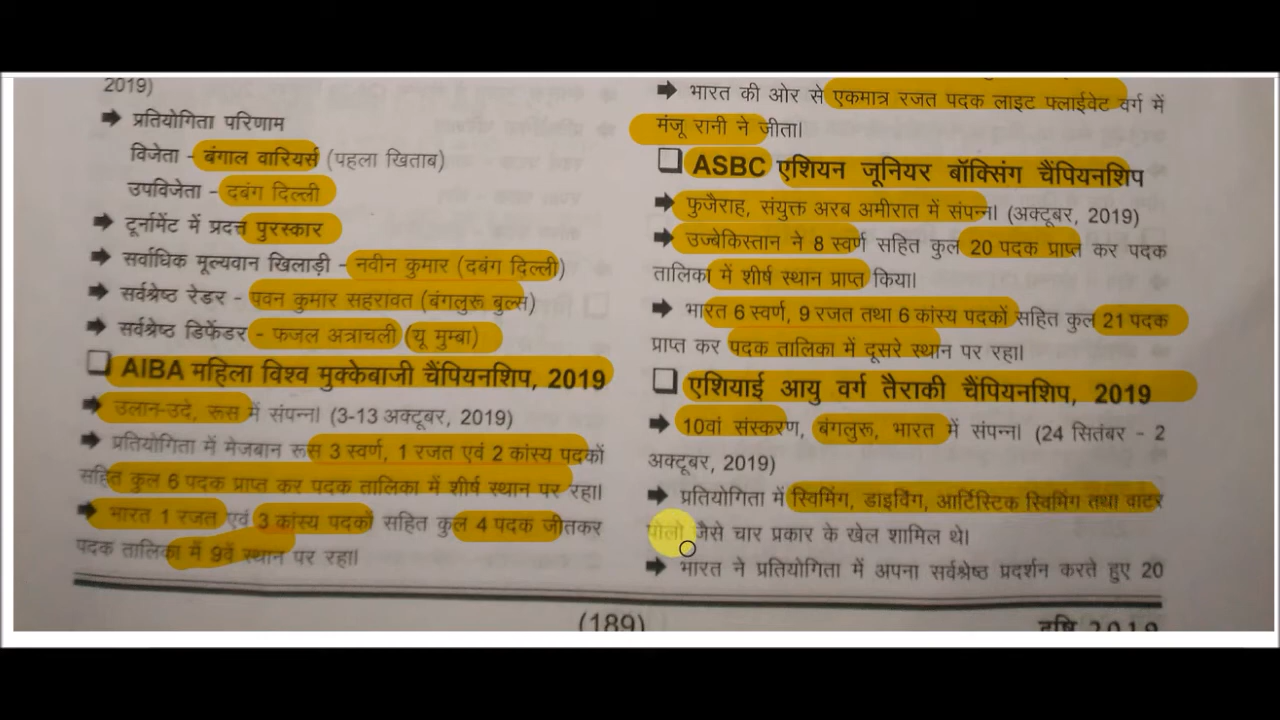 2019)
➡ प्रतियोगिता परिणाम
विजेता - बंगाल वारियर्स (पहला खिताब)
उपविजेता - दबंग दिल्ली
➡ टूर्नामेंट में प्रदत्त पुरस्कार
➡ सर्वाधिक मूल्यवान खिलाड़ी - नवीन कुमार (दबंग दिल्ली)
➡ सर्वश्रेष्ठ रेडर - पवन कुमार सहरावत (बंगलुरू बुल्स)
➡ सर्वश्रेष्ठ डिफेंडर - फजल अत्राचली (यू मुम्बा)
❑ AIBA महिला विश्व मुक्केबाजी चैंपियनशिप, 2019
➡ उलान-उदे, रूस में संपन्न। (3-13 अक्टूबर, 2019)
➡ प्रतियोगिता में मेजबान रूस 3 स्वर्ण, 1 रजत एवं 2 कांस्य पदकों
सहित कुल 6 पदक प्राप्त कर पदक तालिका में शीर्ष स्थान पर रहा।
➡ भारत 1 रजत एवं 3 कांस्य पदकों सहित कुल 4 पदक जीतकर
पदक तालिका में 9वें स्थान पर रहा।
➡ भारत की ओर से एकमात्र रजत पदक लाइट फ्लाईवेट वर्ग में
मंजू रानी ने जीता।
❑ ASBC एशियन जूनियर बॉक्सिंग चैंपियनशिप
➡ फुजैराह, संयुक्त अरब अमीरात में संपन्न। (अक्टूबर, 2019)
➡ उज्बेकिस्तान ने 8 स्वर्ण सहित कुल 20 पदक प्राप्त कर पदक
तालिका में शीर्ष स्थान प्राप्त किया।
➡ भारत 6 स्वर्ण, 9 रजत तथा 6 कांस्य पदकों सहित कुल 21 पदक
प्राप्त कर पदक तालिका में दूसरे स्थान पर रहा।
❑ एशियाई आयु वर्ग तैराकी चैंपियनशिप, 2019
➡ 10वां संस्करण, बंगलुरू, भारत में संपन्न। (24 सितंबर - 2
अक्टूबर, 2019)
➡ प्रतियोगिता में स्विमिंग, डाइविंग, आर्टिस्टिक स्विमिंग तथा वाटर
पोलो जैसे चार प्रकार के खेल शामिल थे।
➡ भारत ने प्रतियोगिता में अपना सर्वश्रेष्ठ प्रदर्शन करते हुए 20
(189)